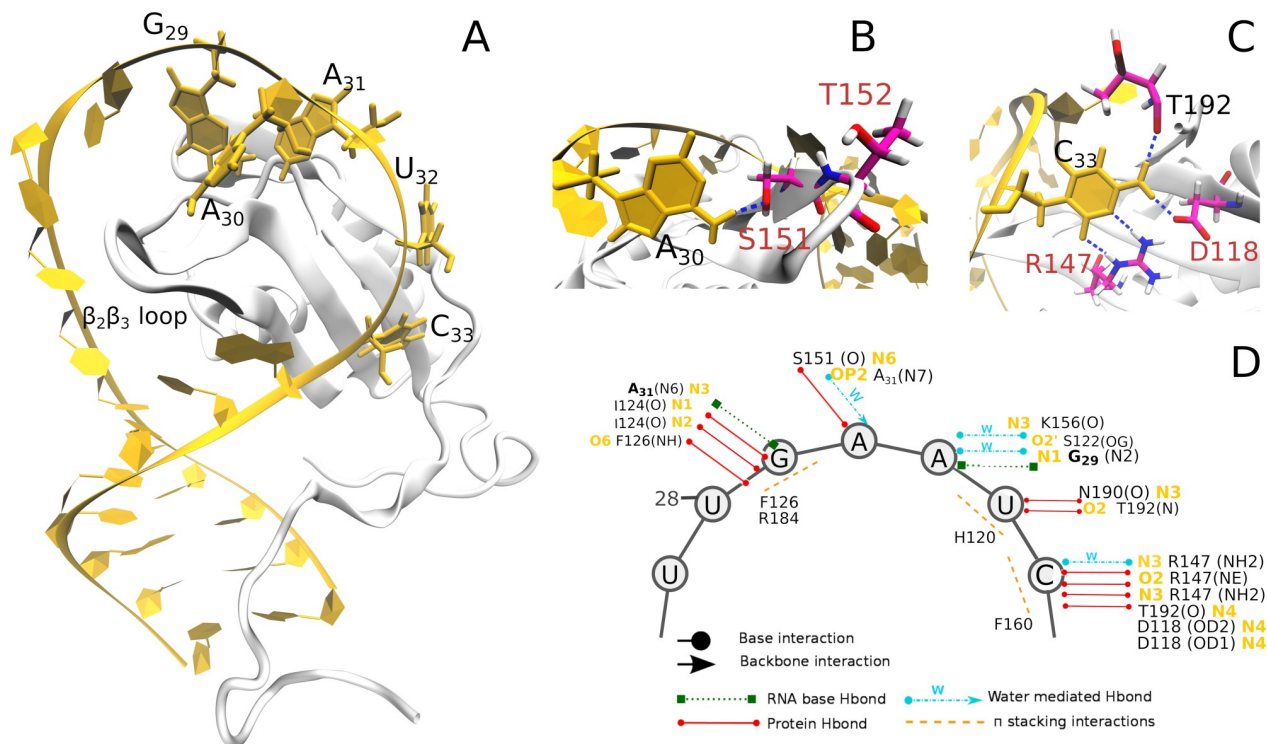 A
G29
A31
U32
A30
C33
β2β3 loop
B
T152
S151
A30
C
T192
C33
R147
D118
D
S151 (O) N6
OP2 A31(N7)
W
A31(N6) N3
I124(O) N1
I124(O) N2
O6 F126(NH)
N3 K156(O)
W
O2' S122(OG)
W
N1 G29 (N2)
G
A
A
28
U
F126
R184
U
N190(O) N3
O2 T192(N)
H120
U
C
W
N3 R147 (NH2)
O2 R147(NE)
N3 R147 (NH2)
T192(O) N4
D118 (OD2) N4
D118 (OD1) N4
F160
Base interaction
Backbone interaction
RNA base Hbond
W
Water mediated Hbond
Protein Hbond
п stacking interactions